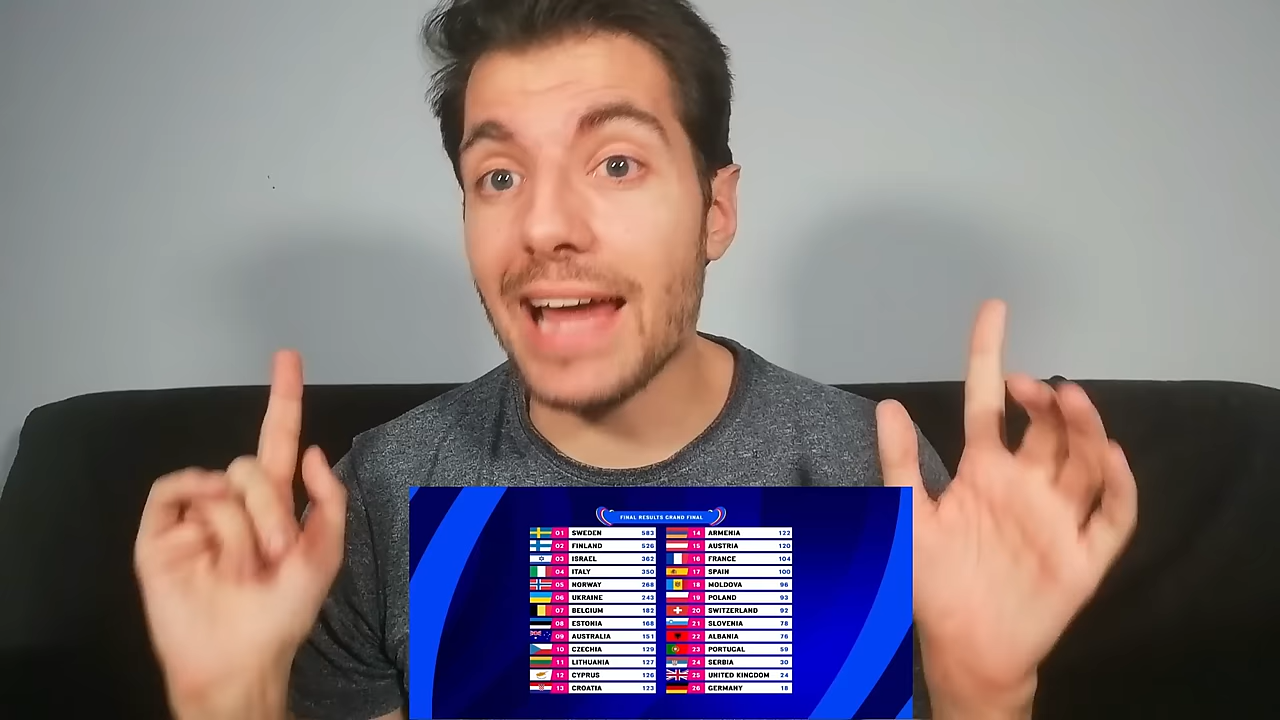 FINAL RESULTS GRAND FINAL
01 SWEDEN 583
02 FINLAND 526
03 ISRAEL 362
04 ITALY 350
05 NORWAY 268
06 UKRAINE 243
07 BELGIUM 182
08 ESTONIA 168
09 AUSTRALIA 151
10 CZECHIA 129
11 LITHUANIA 127
12 CYPRUS 126
13 CROATIA 123
14 ARMENIA 122
15 AUSTRIA 120
16 FRANCE 104
17 SPAIN 100
18 MOLDOVA 96
19 POLAND 93
20 SWITZERLAND 92
21 SLOVENIA 78
22 ALBANIA 76
23 PORTUGAL 59
24 SERBIA 30
25 UNITED KINGDOM 24
26 GERMANY 18